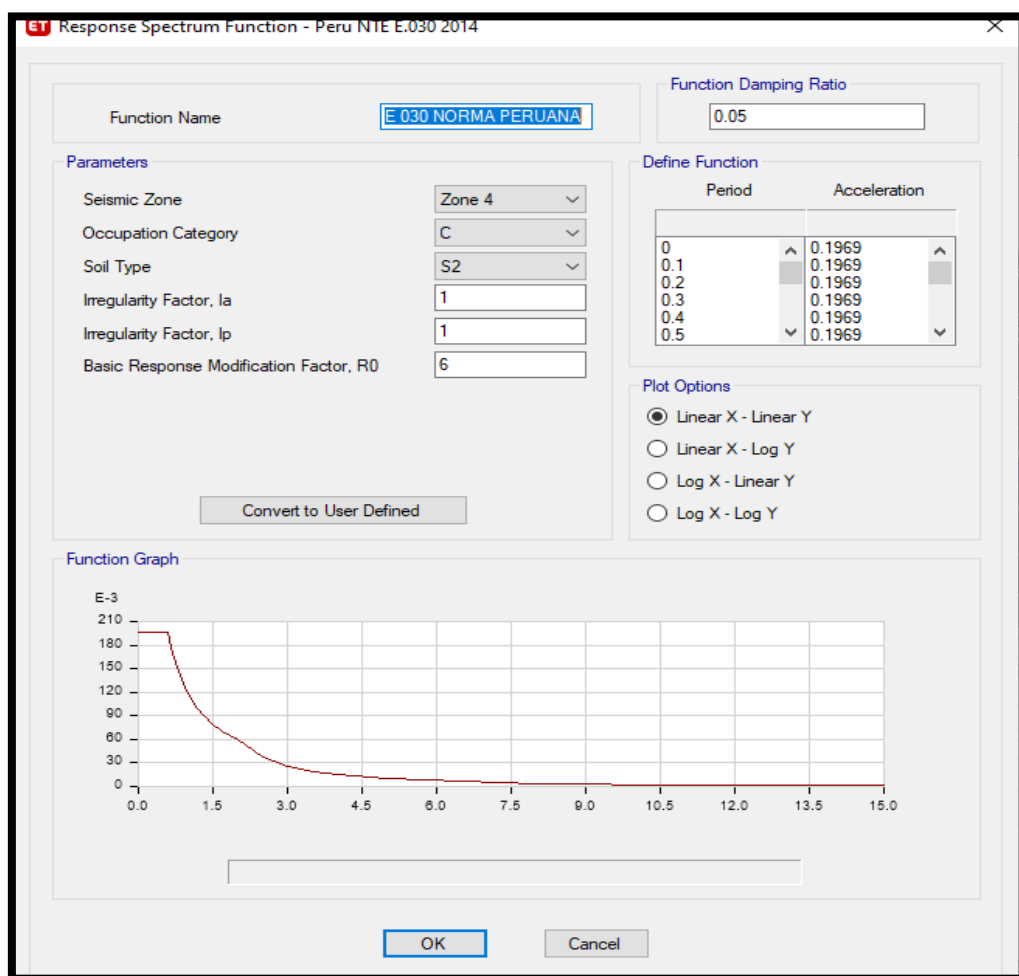 ET Response Spectrum Function - Peru NTE E.030 2014
Function Name
E 030 NORMA PERUANA
Function Damping Ratio
0.05
Parameters
Seismic Zone
Zone 4
Occupation Category
C
Soil Type
S2
Irregularity Factor, Ia
1
Irregularity Factor, Ip
1
Basic Response Modification Factor, R0
6
Convert to User Defined
Define Function
Period Acceleration
0 0.1969
0.1 0.1969
0.2 0.1969
0.3 0.1969
0.4 0.1969
0.5 0.1969
Plot Options
Linear X - Linear Y
Linear X - Log Y
Log X - Linear Y
Log X - Log Y
Function Graph
E-3
210
180
150
120
90
60
30
0
0.0 1.5 3.0 4.5 6.0 7.5 9.0 10.5 12.0 13.5 15.0
OK Cancel